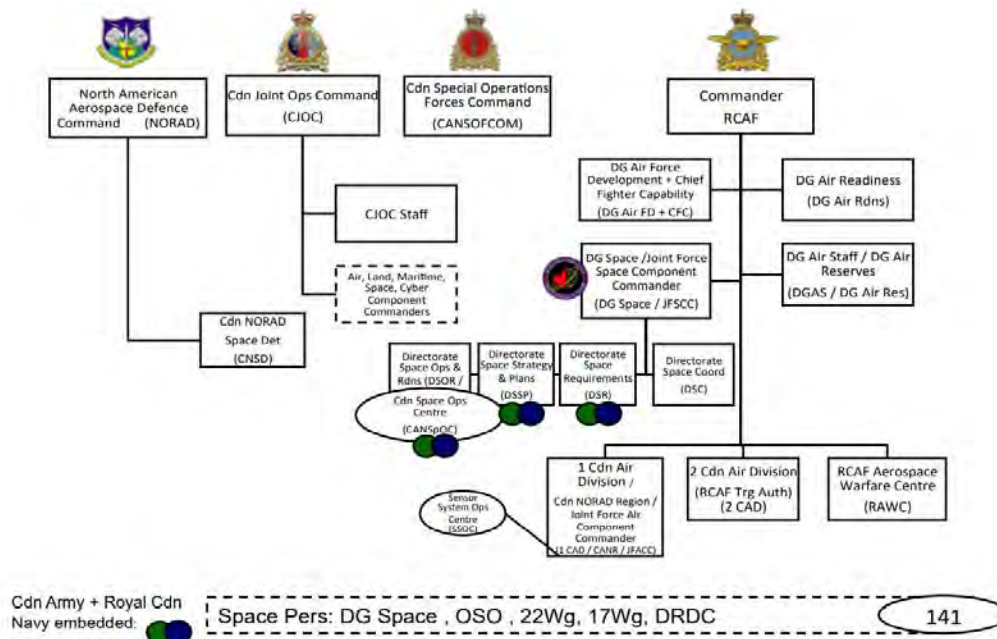 North American
Aerospace Defence
Command (NORAD)
Cdn Joint Ops Command
(CJOC)
Cdn Special Operations
Forces Command
(CANSOFCOM)
Commander
RCAF
DG Air Force
Development + Chief
Fighter Capability
(DG Air FD + CFC)
DG Air Readiness
(DG Air Rdns)
CJOC Staff
DG Space /Joint Force
Space Component
Commander
(DG Space / JFSCC)
DG Air Staff / DG Air
Reserves
(DGAS / DG Air Res)
Air, Land, Maritime,
Space, Cyber
Component
Commanders
Cdn NORAD
Space Det
(CNSD)
Directorate
Space Ops &
Rdns (DSOR /
Cdn Space Ops
Centre
(CANSpOC)
Directorate
Space Strategy
& Plans
(DSSP)
Directorate
Space
Requirements
(DSR)
Directorate
Space Coord
(DSC)
Sensor
System Ops
Centre
(SSOC)
1 Cdn Air
Division /
Cdn NORAD Region /
Joint Force Air
Component
Commander
(1 CAD / CANR / JFACC)
2 Cdn Air Division
(RCAF Trg Auth)
(2 CAD)
RCAF Aerospace
Warfare Centre
(RAWC)
Cdn Army + Royal Cdn
Navy embedded:
Space Pers: DG Space , OSO , 22Wg, 17Wg, DRDC
141